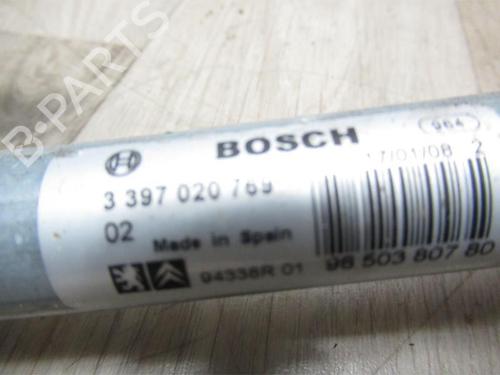 B-PARTS
BOSCH
964
17/01/08 2
3 397 020 769
02
Made in Spain
94338R 01
96 503 807 80